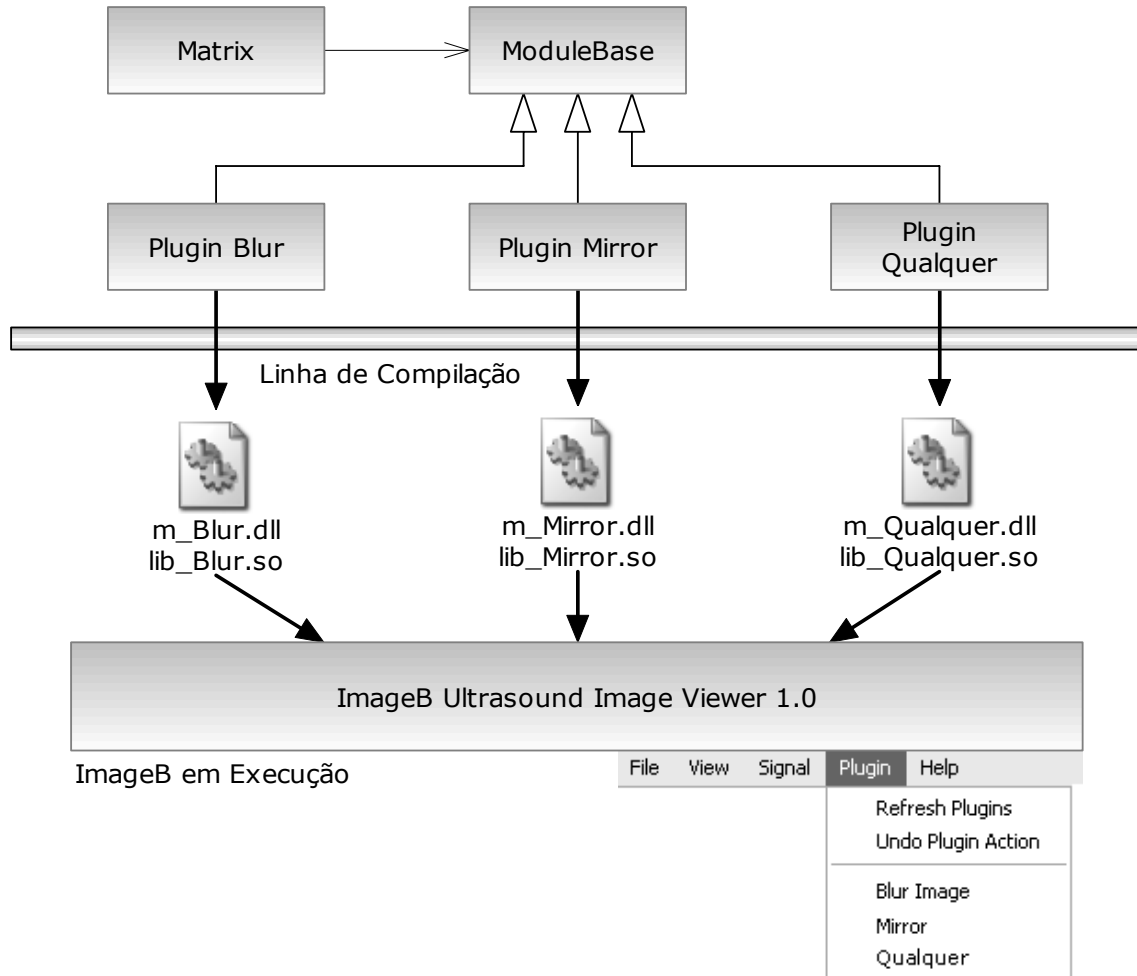 Matrix
ModuleBase
Plugin Blur
Plugin Mirror
Plugin
Qualquer
Linha de Compilação
m_Blur.dll
lib_Blur.so
m_Mirror.dll
lib_Mirror.so
m_Qualquer.dll
lib_Qualquer.so
ImageB Ultrasound Image Viewer 1.0
ImageB em Execução
File View Signal Plugin Help
Refresh Plugins
Undo Plugin Action
Blur Image
Mirror
Qualquer